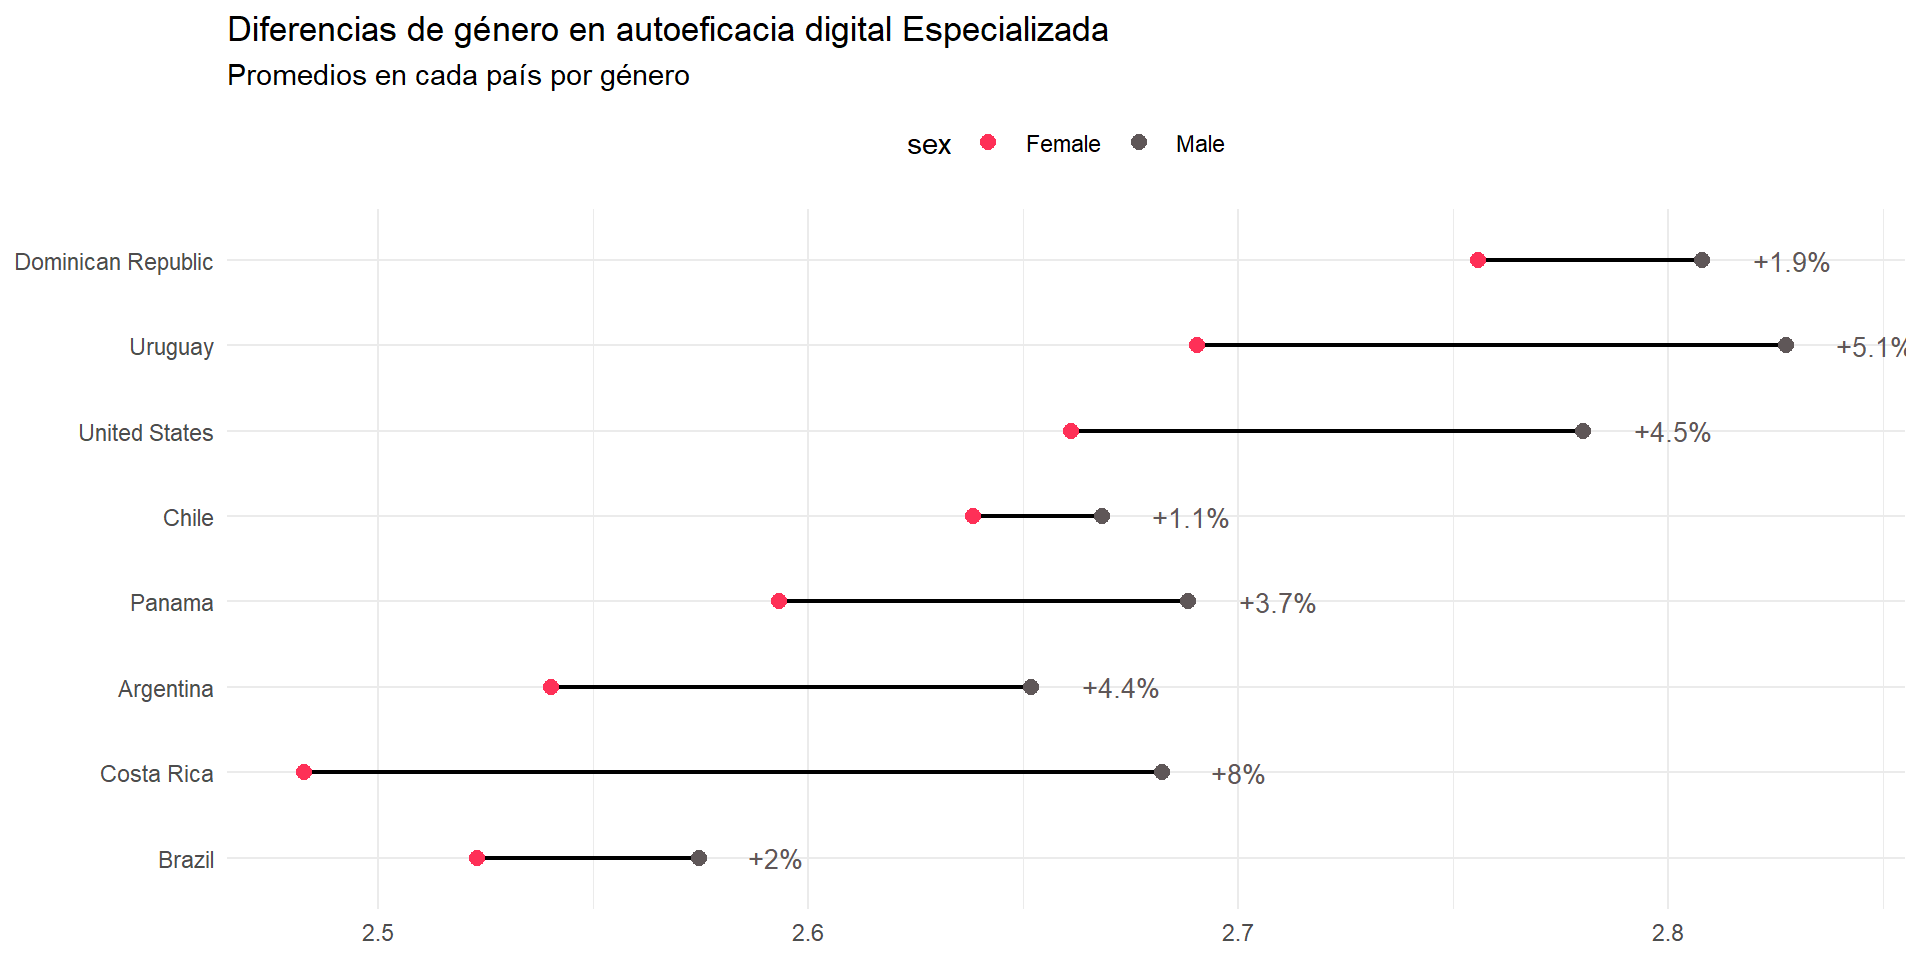 Diferencias de género en autoeficacia digital Especializada
Promedios en cada país por género
sex Female Male
Dominican Republic +1.9%
Uruguay +5.1%
United States +4.5%
Chile +1.1%
Panama +3.7%
Argentina +4.4%
Costa Rica +8%
Brazil +2%
2.5 2.6 2.7 2.8